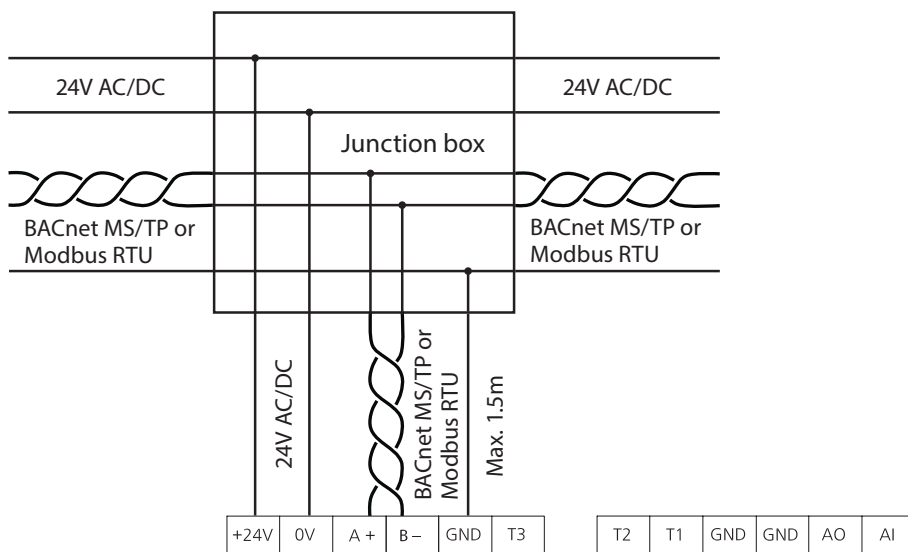 24V AC/DC
24V AC/DC
Junction box
BACnet MS/TP or
Modbus RTU
BACnet MS/TP or
Modbus RTU
24V AC/DC
BACnet MS/TP or
Modbus RTU
Max. 1.5m
+24V 0V A + B – GND T3 T2 T1 GND GND AO AI